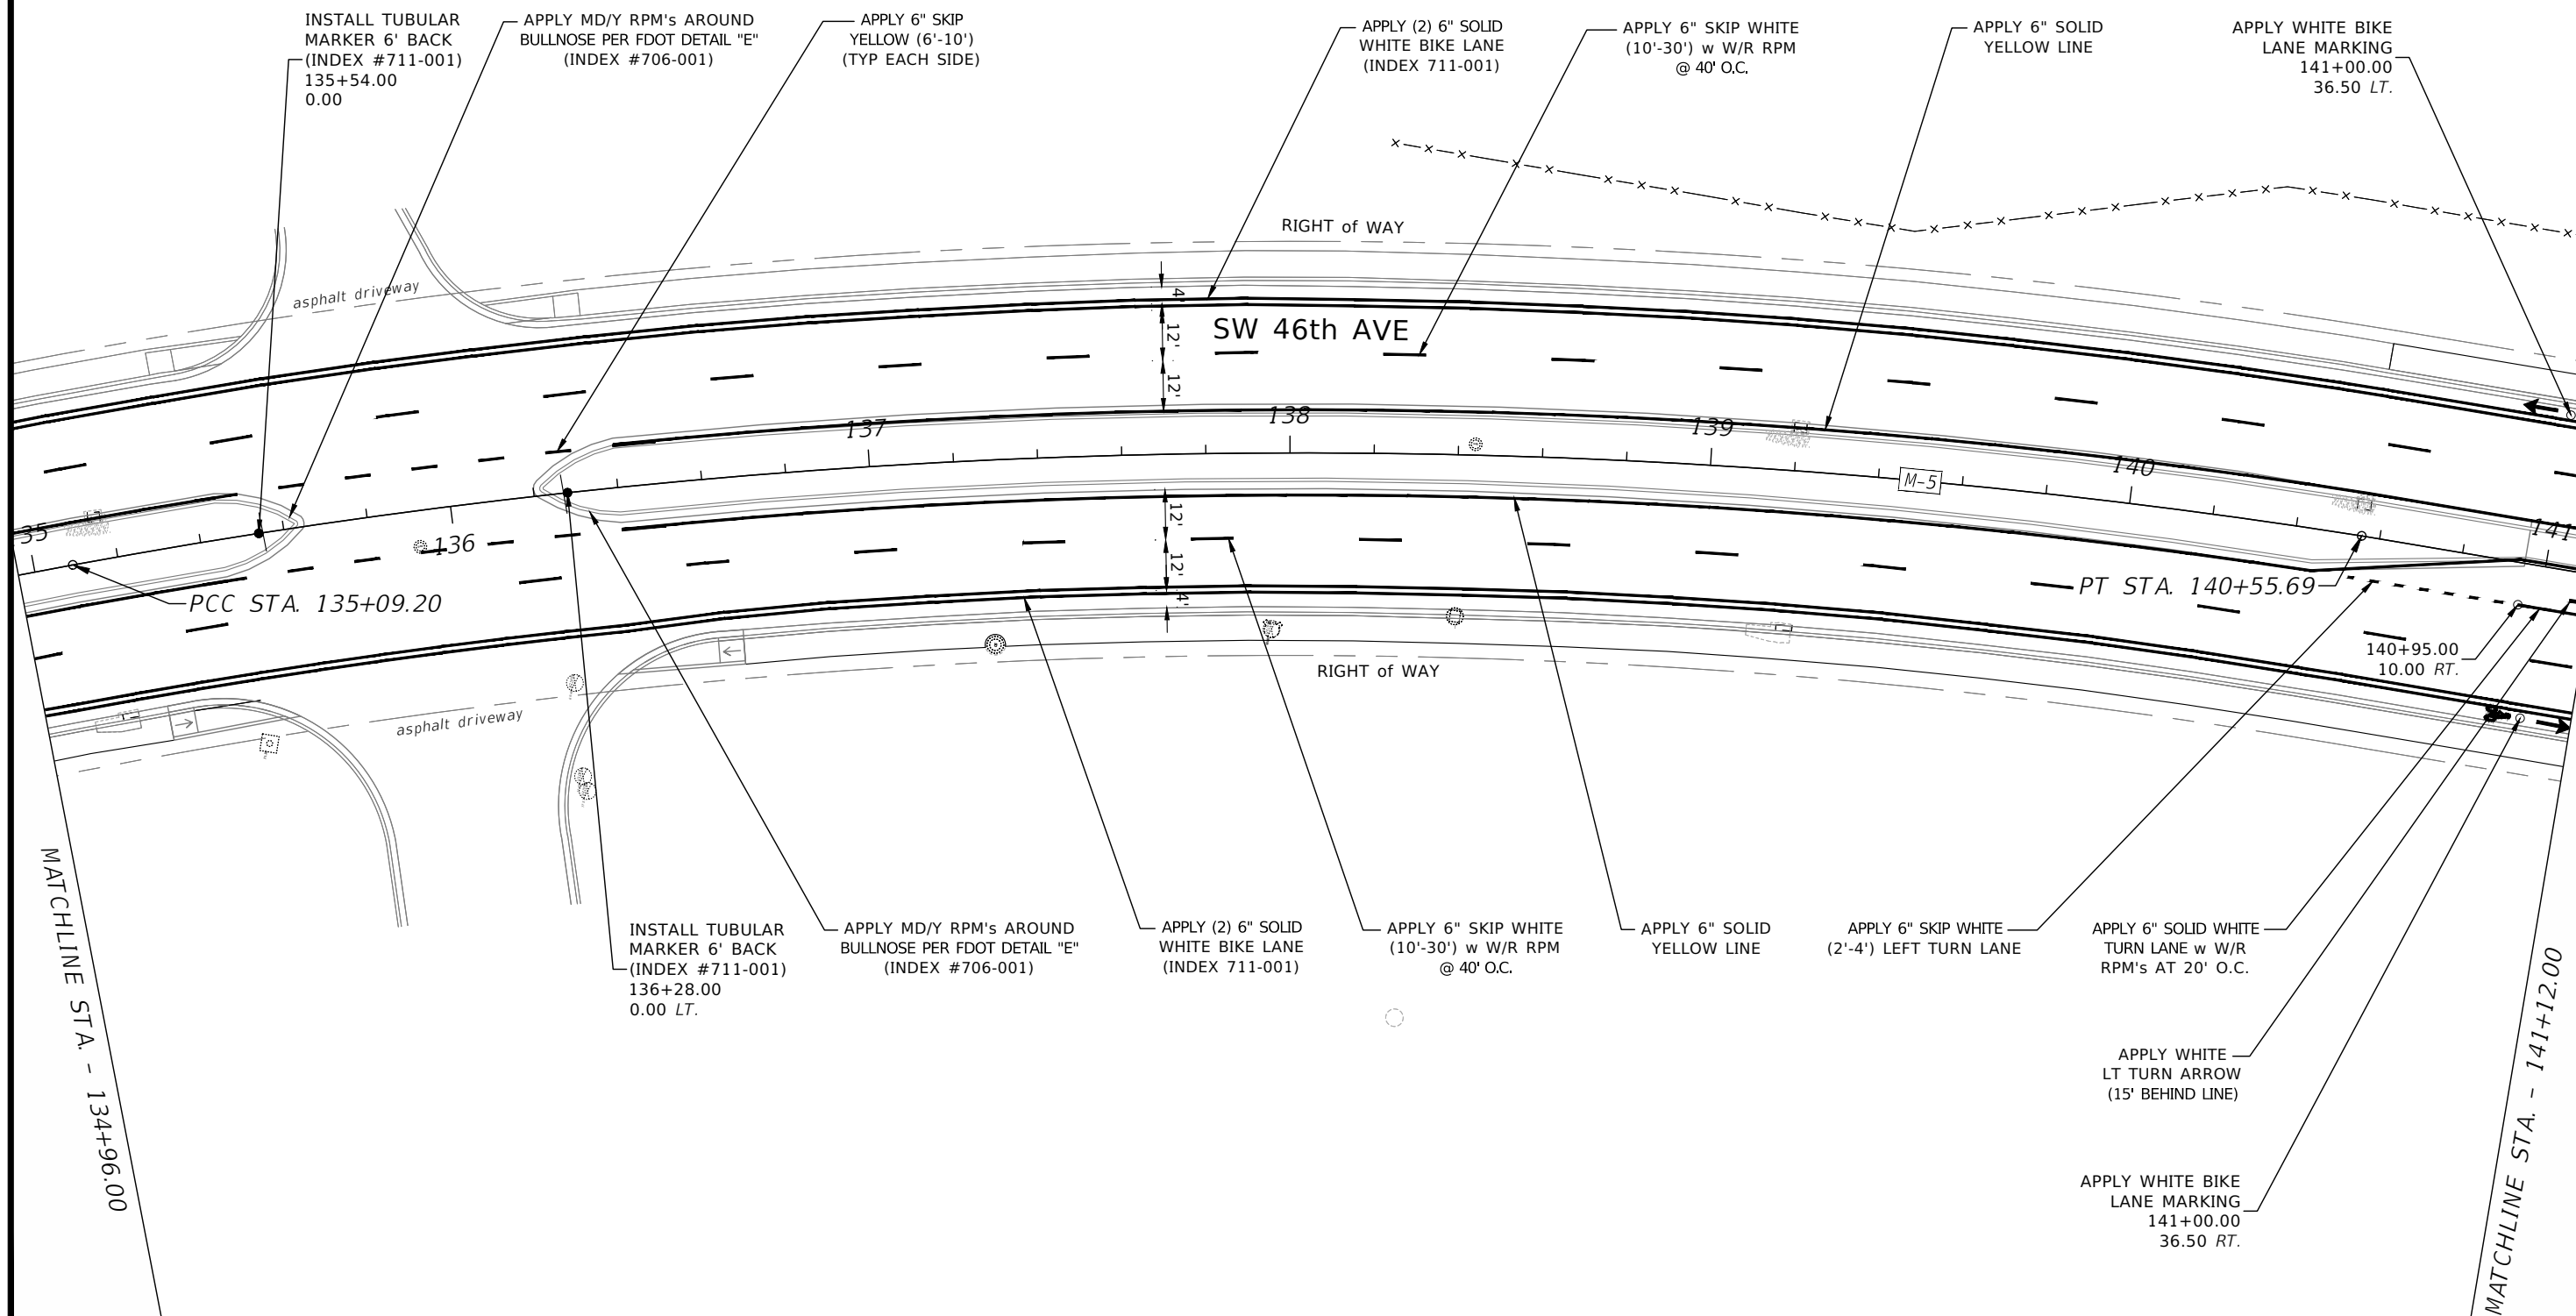 INSTALL TUBULAR
MARKER 6' BACK
(INDEX #711-001)
135+54.00
0.00
APPLY MD/Y RPM's AROUND
BULLNOSE PER FDOT DETAIL "E"
(INDEX #706-001)
APPLY 6" SKIP
YELLOW (6'-10')
(TYP EACH SIDE)
APPLY (2) 6" SOLID
WHITE BIKE LANE
(INDEX 711-001)
APPLY 6" SKIP WHITE
(10'-30') w W/R RPM
@ 40' O.C.
APPLY 6" SOLID
YELLOW LINE
APPLY WHITE BIKE
LANE MARKING
141+00.00
36.50 LT.
RIGHT of WAY
asphalt driveway
4'
12'
12'
SW 46th AVE
35
136
137
138
139
140
141
M-5
PCC STA. 135+09.20
PT STA. 140+55.69
12'
12'
4'
140+95.00
10.00 RT.
RIGHT of WAY
asphalt driveway
MATCHLINE STA. - 134+96.00
INSTALL TUBULAR
MARKER 6' BACK
(INDEX #711-001)
136+28.00
0.00 LT.
APPLY MD/Y RPM's AROUND
BULLNOSE PER FDOT DETAIL "E"
(INDEX #706-001)
APPLY (2) 6" SOLID
WHITE BIKE LANE
(INDEX 711-001)
APPLY 6" SKIP WHITE
(10'-30') w W/R RPM
@ 40' O.C.
APPLY 6" SOLID
YELLOW LINE
APPLY 6" SKIP WHITE
(2'-4') LEFT TURN LANE
APPLY 6" SOLID WHITE
TURN LANE w W/R
RPM's AT 20' O.C.
APPLY WHITE
LT TURN ARROW
(15' BEHIND LINE)
APPLY WHITE BIKE
LANE MARKING
141+00.00
36.50 RT.
MATCHLINE STA. - 141+12.00